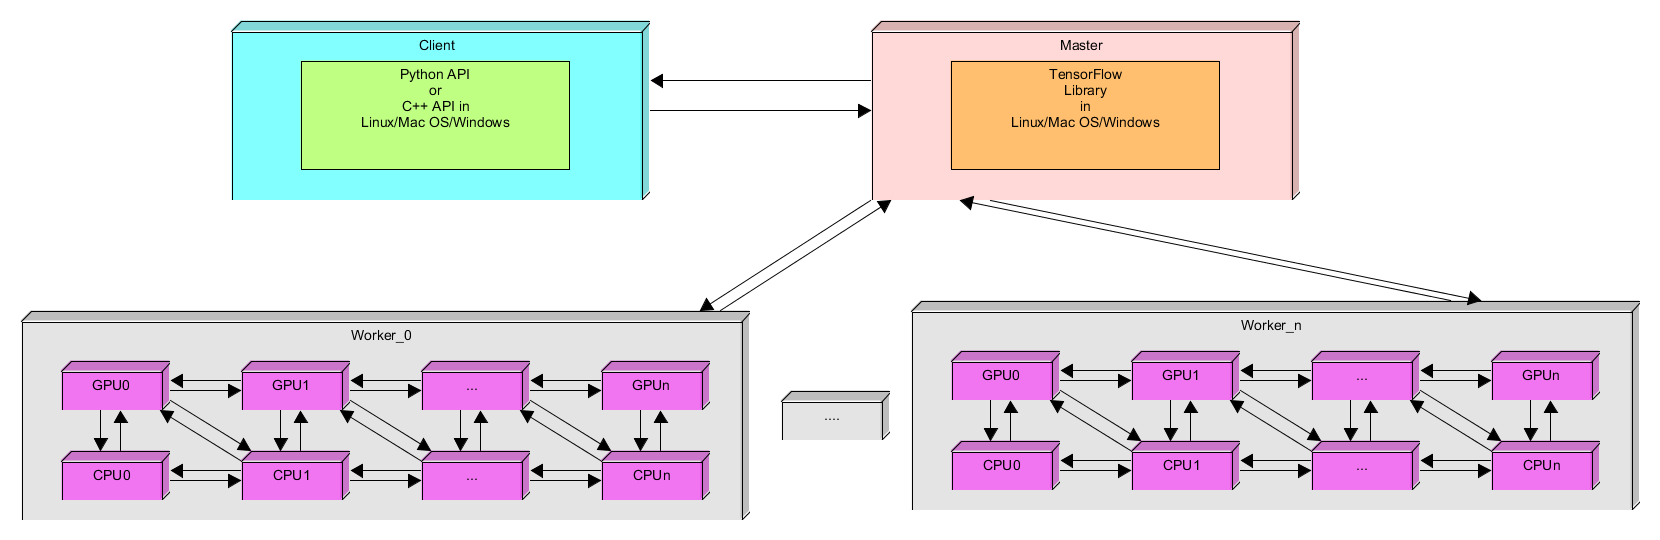 Client
Python API
or
C++ API in
Linux/Mac OS/Windows
Master
TensorFlow
Library
in
Linux/Mac OS/Windows
Worker_0
GPU0 GPU1 ... GPUn
CPU0 CPU1 ... CPUn
....
Worker_n
GPU0 GPU1 ... GPUn
CPU0 CPU1 ... CPUn